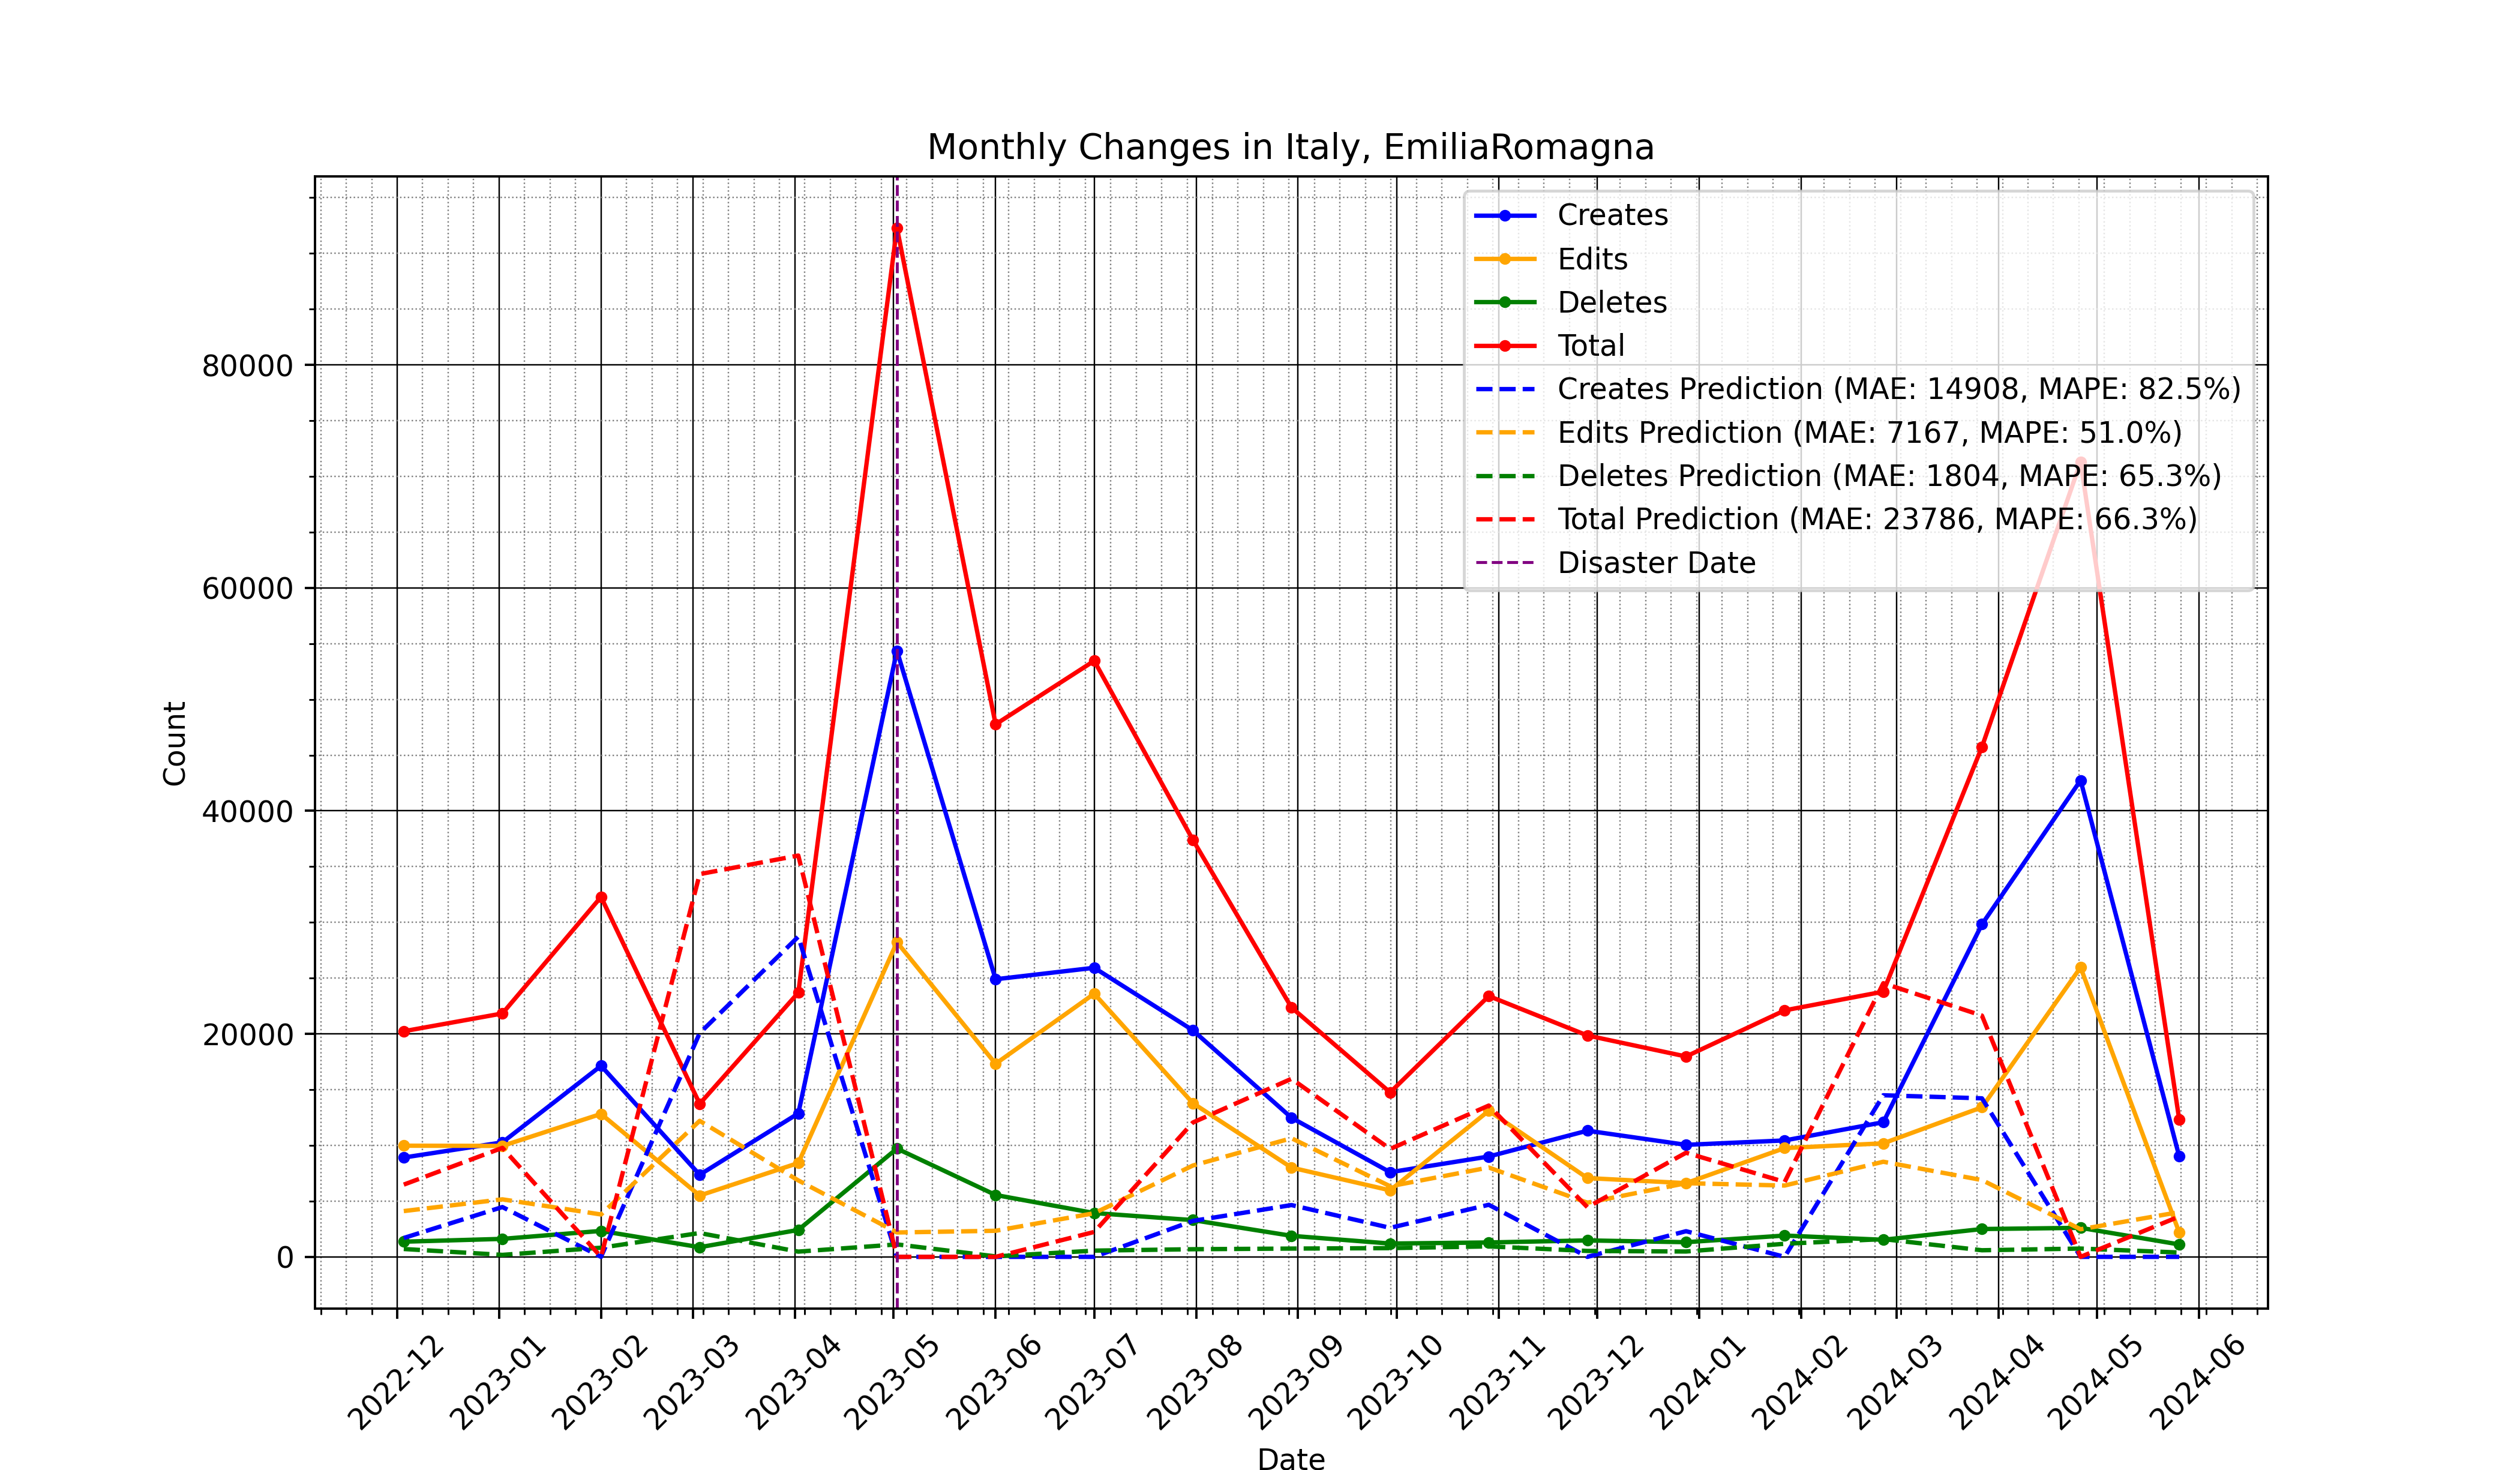 Monthly Changes in Italy, EmiliaRomagna
Creates
Edits
Deletes
Total
Creates Prediction (MAE: 14908, MAPE: 82.5%)
Edits Prediction (MAE: 7167, MAPE: 51.0%)
Deletes Prediction (MAE: 1804, MAPE: 65.3%)
Total Prediction (MAE: 23786, MAPE: 66.3%)
Disaster Date
Count
80000
60000
40000
20000
0
2022-12
2023-01
2023-02
2023-03
2023-04
2023-05
2023-06
2023-07
2023-08
2023-09
2023-10
2023-11
2023-12
2024-01
2024-02
2024-03
2024-04
2024-05
2024-06
Date